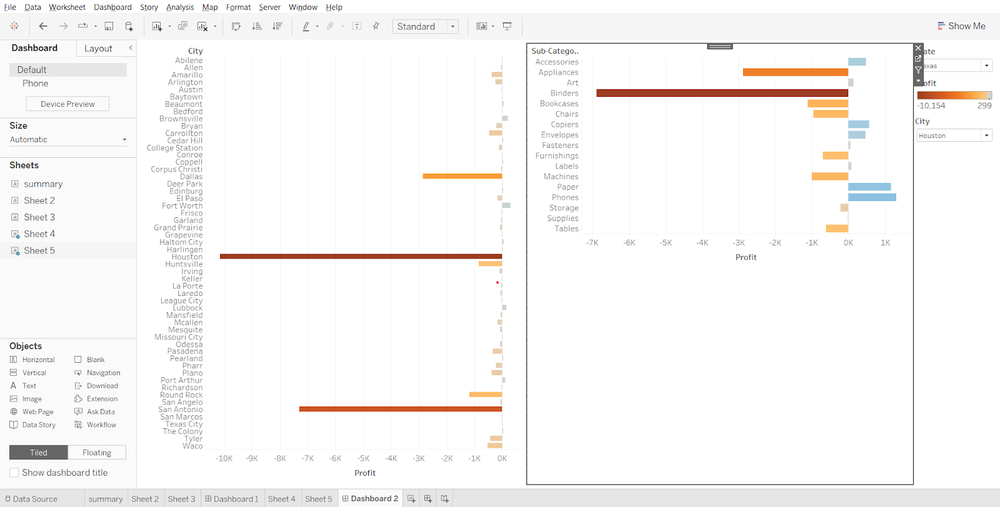 File Data Worksheet Dashboard Story Analysis Map Format Server Window Help
Standard
Show Me
Dashboard
Layout
Default
Phone
Device Preview
Size
Automatic
Sheets
summary
Sheet 2
Sheet 3
Sheet 4
Sheet 5
Objects
Horizontal Blank
Vertical Navigation
Text Download
Image Extension
Web Page Ask Data
Data Story Workflow
Tiled Floating
Show dashboard title
City
Abilene
Allen
Amarillo
Arlington
Austin
Baytown
Beaumont
Bedford
Brownsville
Bryan
Carrollton
Cedar Hill
College Station
Conroe
Coppell
Corpus Christi
Dallas
Deer Park
Edinburg
El Paso
Fort Worth
Frisco
Garland
Grand Prairie
Grapevine
Haltom City
Harlingen
Houston
Huntsville
Irving
Keller
La Porte
Laredo
League City
Lubbock
Mansfield
Mcallen
Mesquite
Missouri City
Odessa
Pasadena
Pearland
Pharr
Plano
Port Arthur
Richardson
Round Rock
San Angelo
San Antonio
San Marcos
Texas City
The Colony
Tyler
Waco
-10K -9K -8K -7K -6K -5K -4K -3K -2K -1K 0K
Profit
Sub-Catego..
Accessories
Appliances
Art
Binders
Bookcases
Chairs
Copiers
Envelopes
Fasteners
Furnishings
Labels
Machines
Paper
Phones
Storage
Supplies
Tables
-7K -6K -5K -4K -3K -2K -1K 0K 1K
Profit
ate
exas
ofit
-10,154 299
City
Houston
Data Source summary Sheet 2 Sheet 3 Dashboard 1 Sheet 4 Sheet 5 Dashboard 2